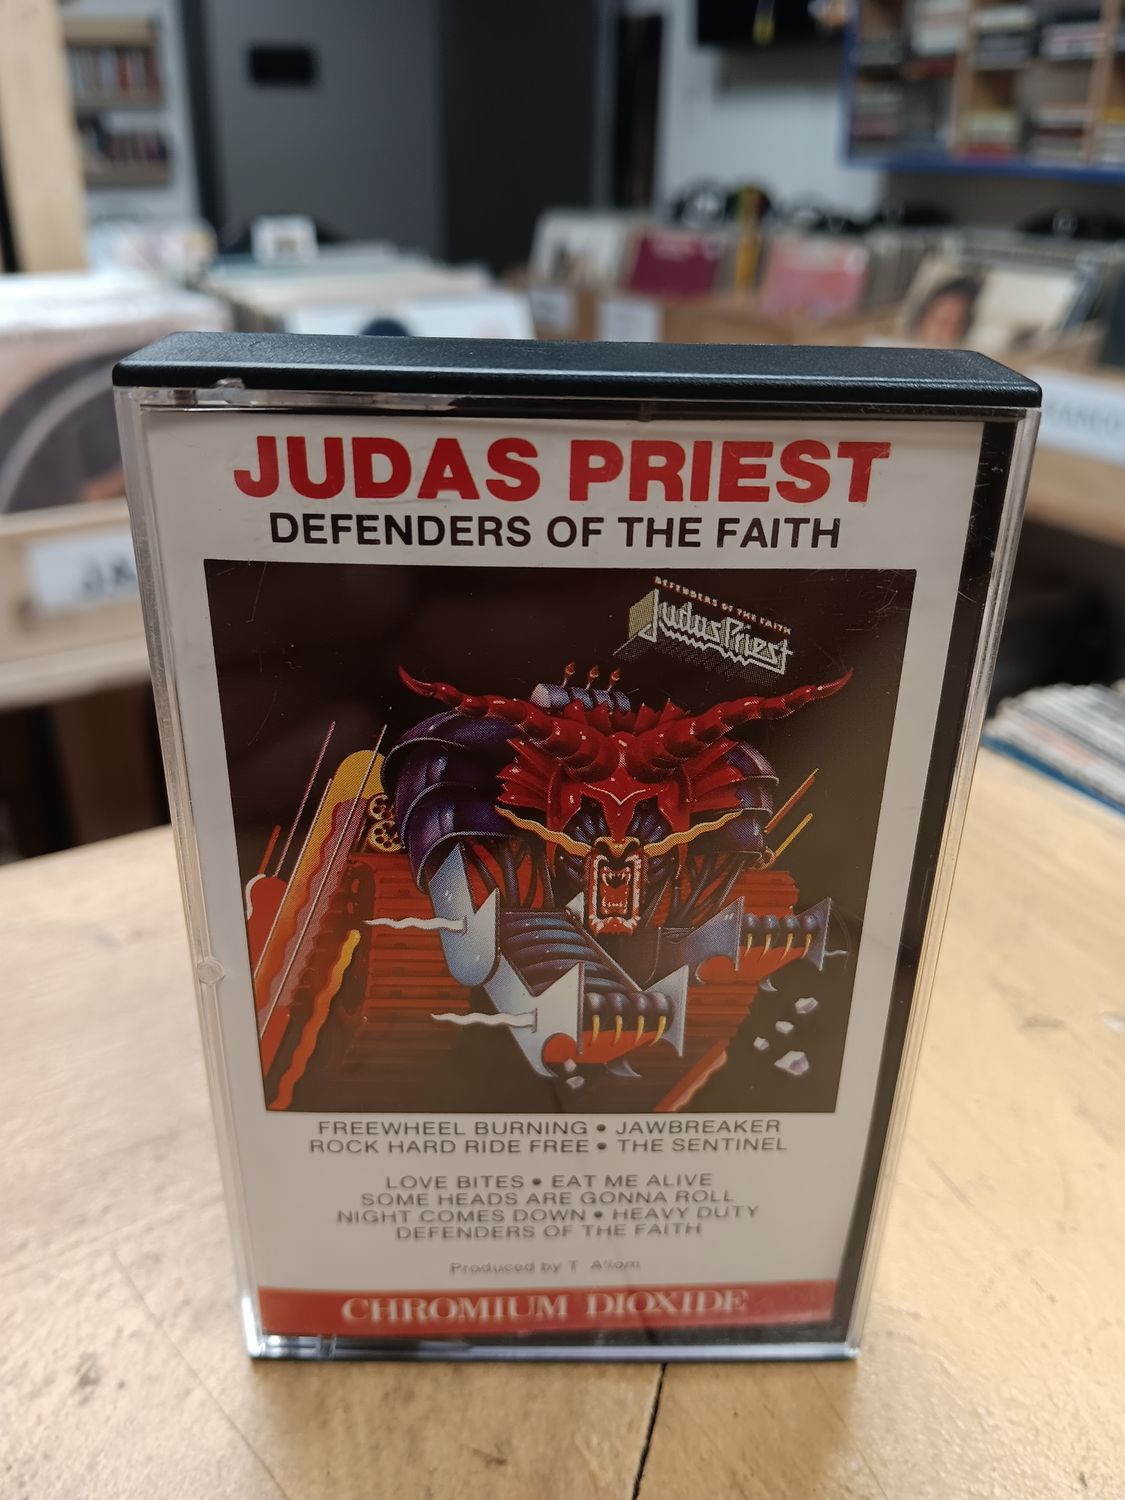 JUDAS PRIEST
DEFENDERS OF THE FAITH
DEFENDERS OF THE FAITH
Judas Priest
FREEWHEEL BURNING • JAWBREAKER
ROCK HARD RIDE FREE • THE SENTINEL
LOVE BITES • EAT ME ALIVE
SOME HEADS ARE GONNA ROLL
NIGHT COMES DOWN • HEAVY DUTY
DEFENDERS OF THE FAITH
Produced by T. Allom
CHROMIUM DIOXIDE